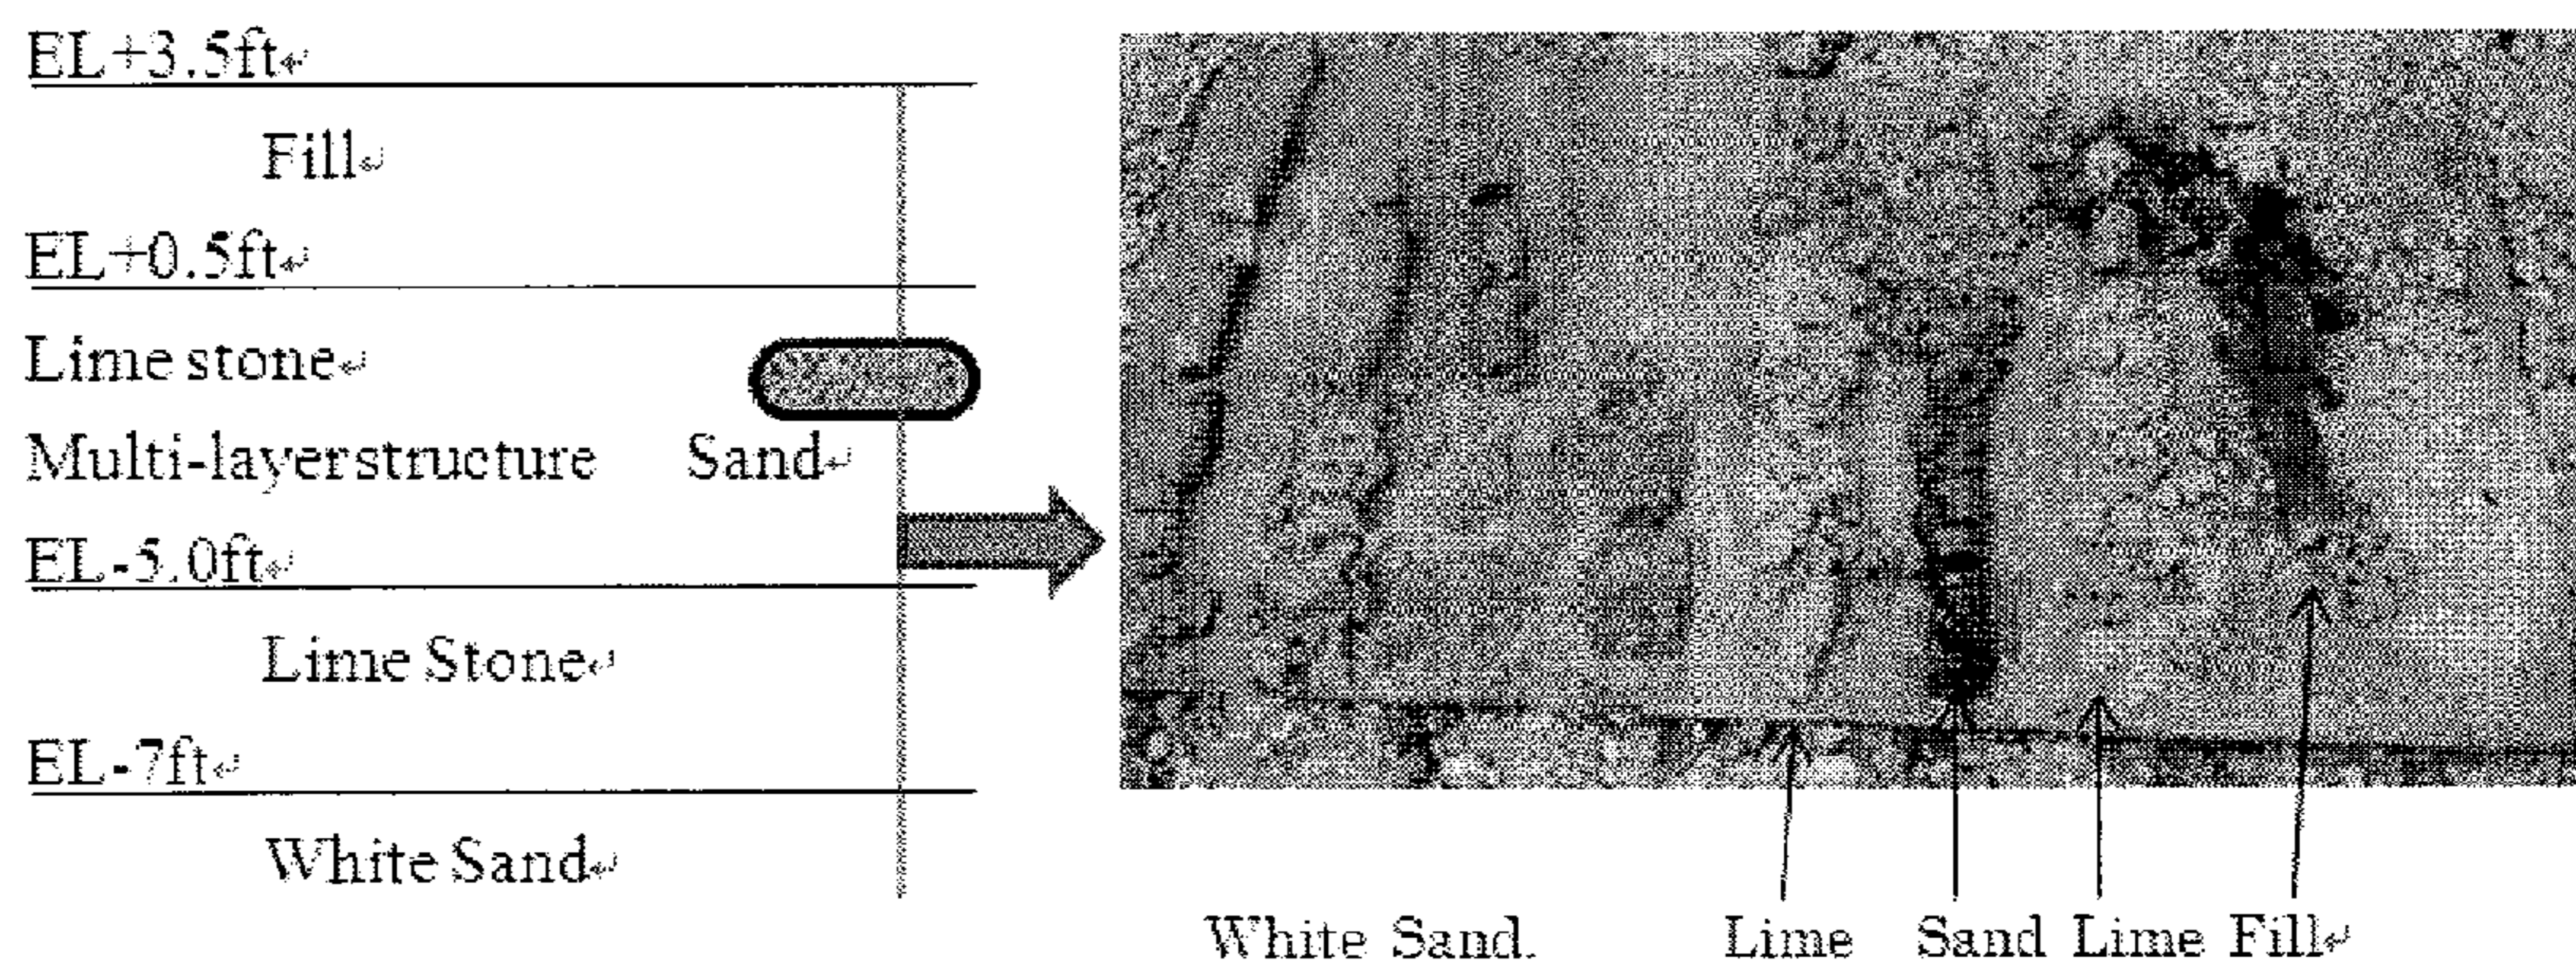 EL+3.5ft↵
Fill↵
EL+0.5ft↵
Lime stone↵
Multi-layerstructure Sand↵
EL-5.0ft↵
Lime Stone↵
EL-7ft↵
White Sand↵
White Sand. Lime Sand Lime Fill↵